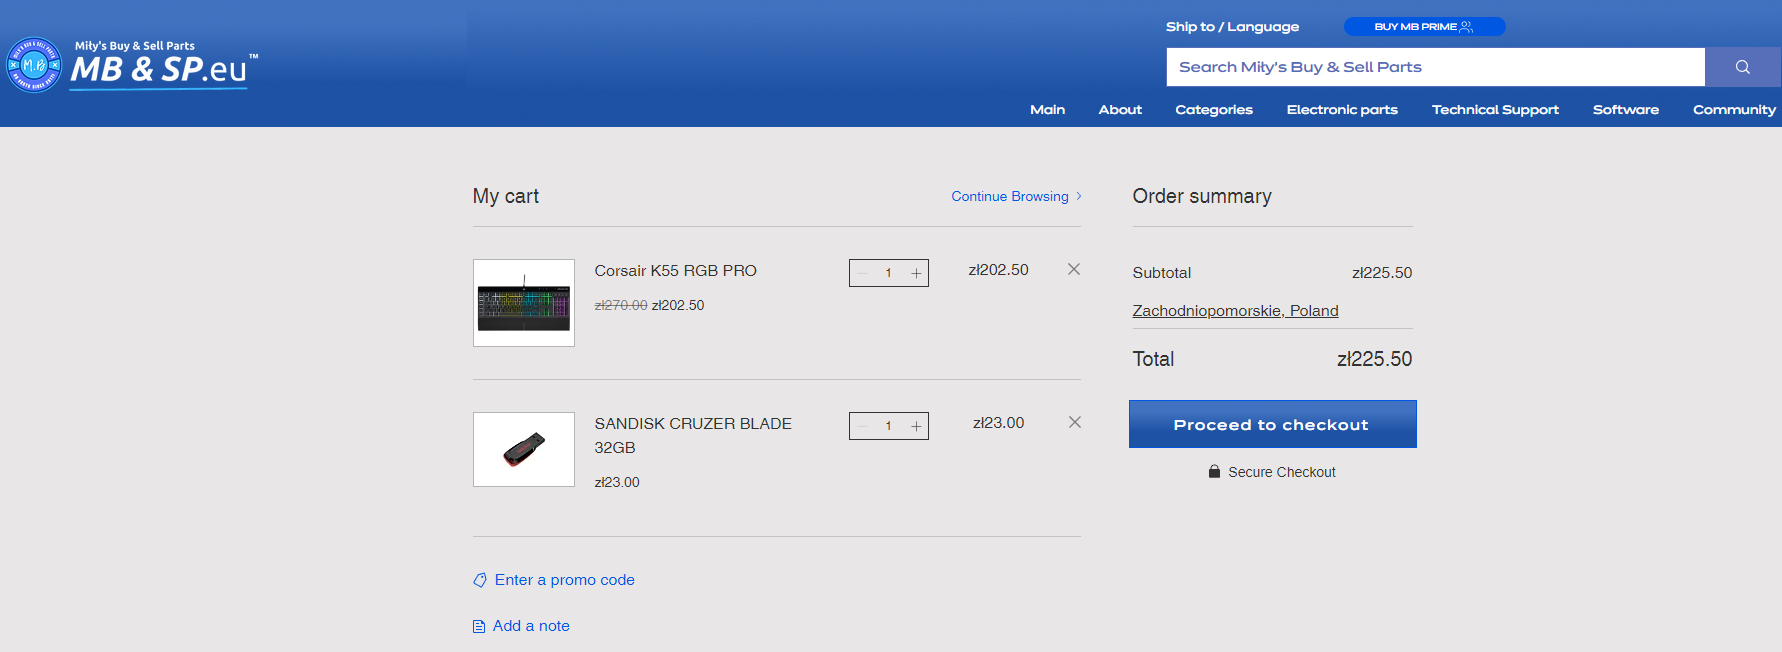 Ship to / Language
BUY MB PRIME
Miły's Buy & Sell Parts
MB & SP.eu™
Search Miły's Buy & Sell Parts
Main About Categories Electronic parts Technical Support Software Community
My cart
Continue Browsing
Corsair K55 RGB PRO
1
zł202.50
zł270.00 zł202.50
SANDISK CRUZER BLADE
32GB
1
zł23.00
zł23.00
Enter a promo code
Add a note
Order summary
Subtotal zł225.50
Zachodniopomorskie, Poland
Total zł225.50
Proceed to checkout
Secure Checkout